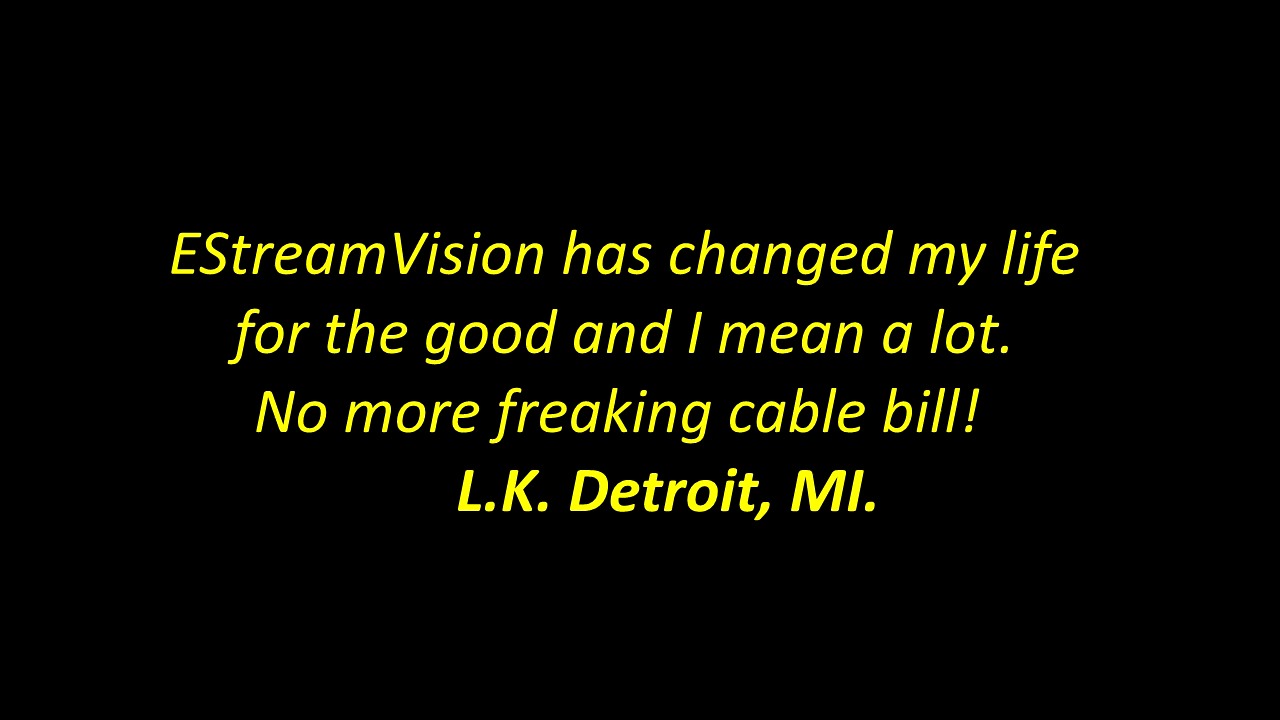 EStreamVision has changed my life
for the good and I mean a lot.
No more freaking cable bill!
L.K. Detroit, MI.